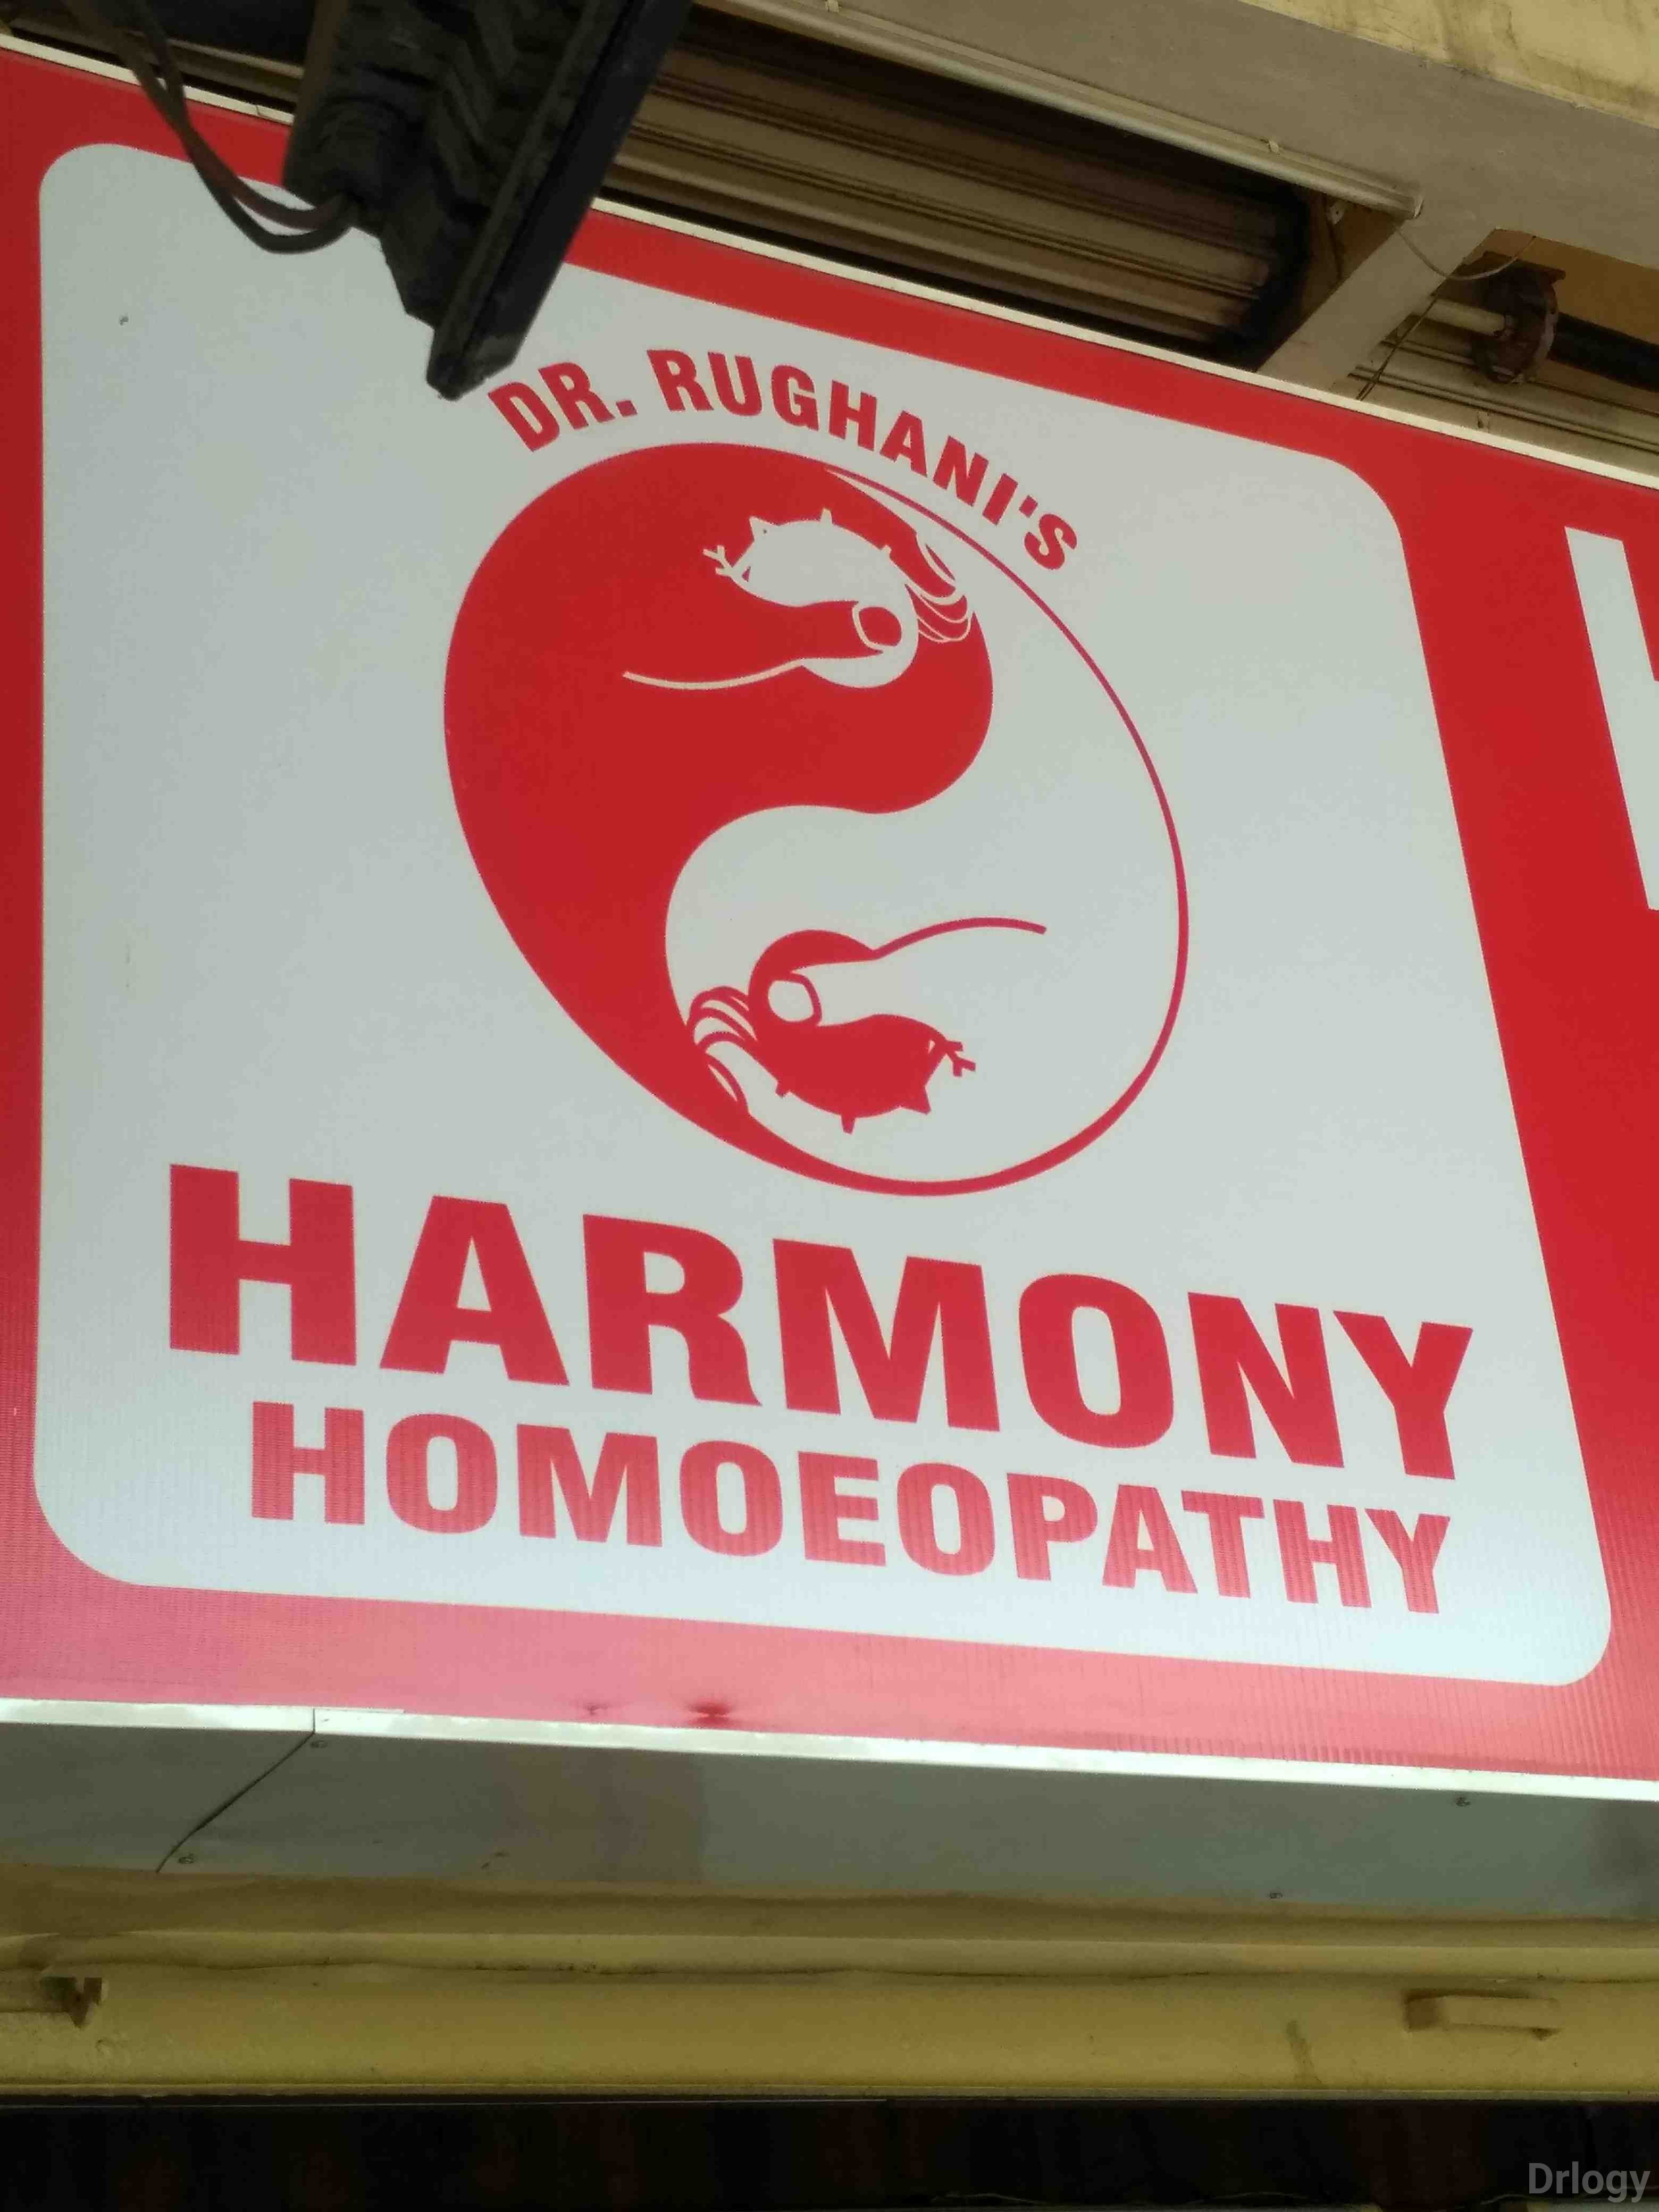 DR. RUGHANI'S
HARMONY
HOMOEOPATHY
Drlogy